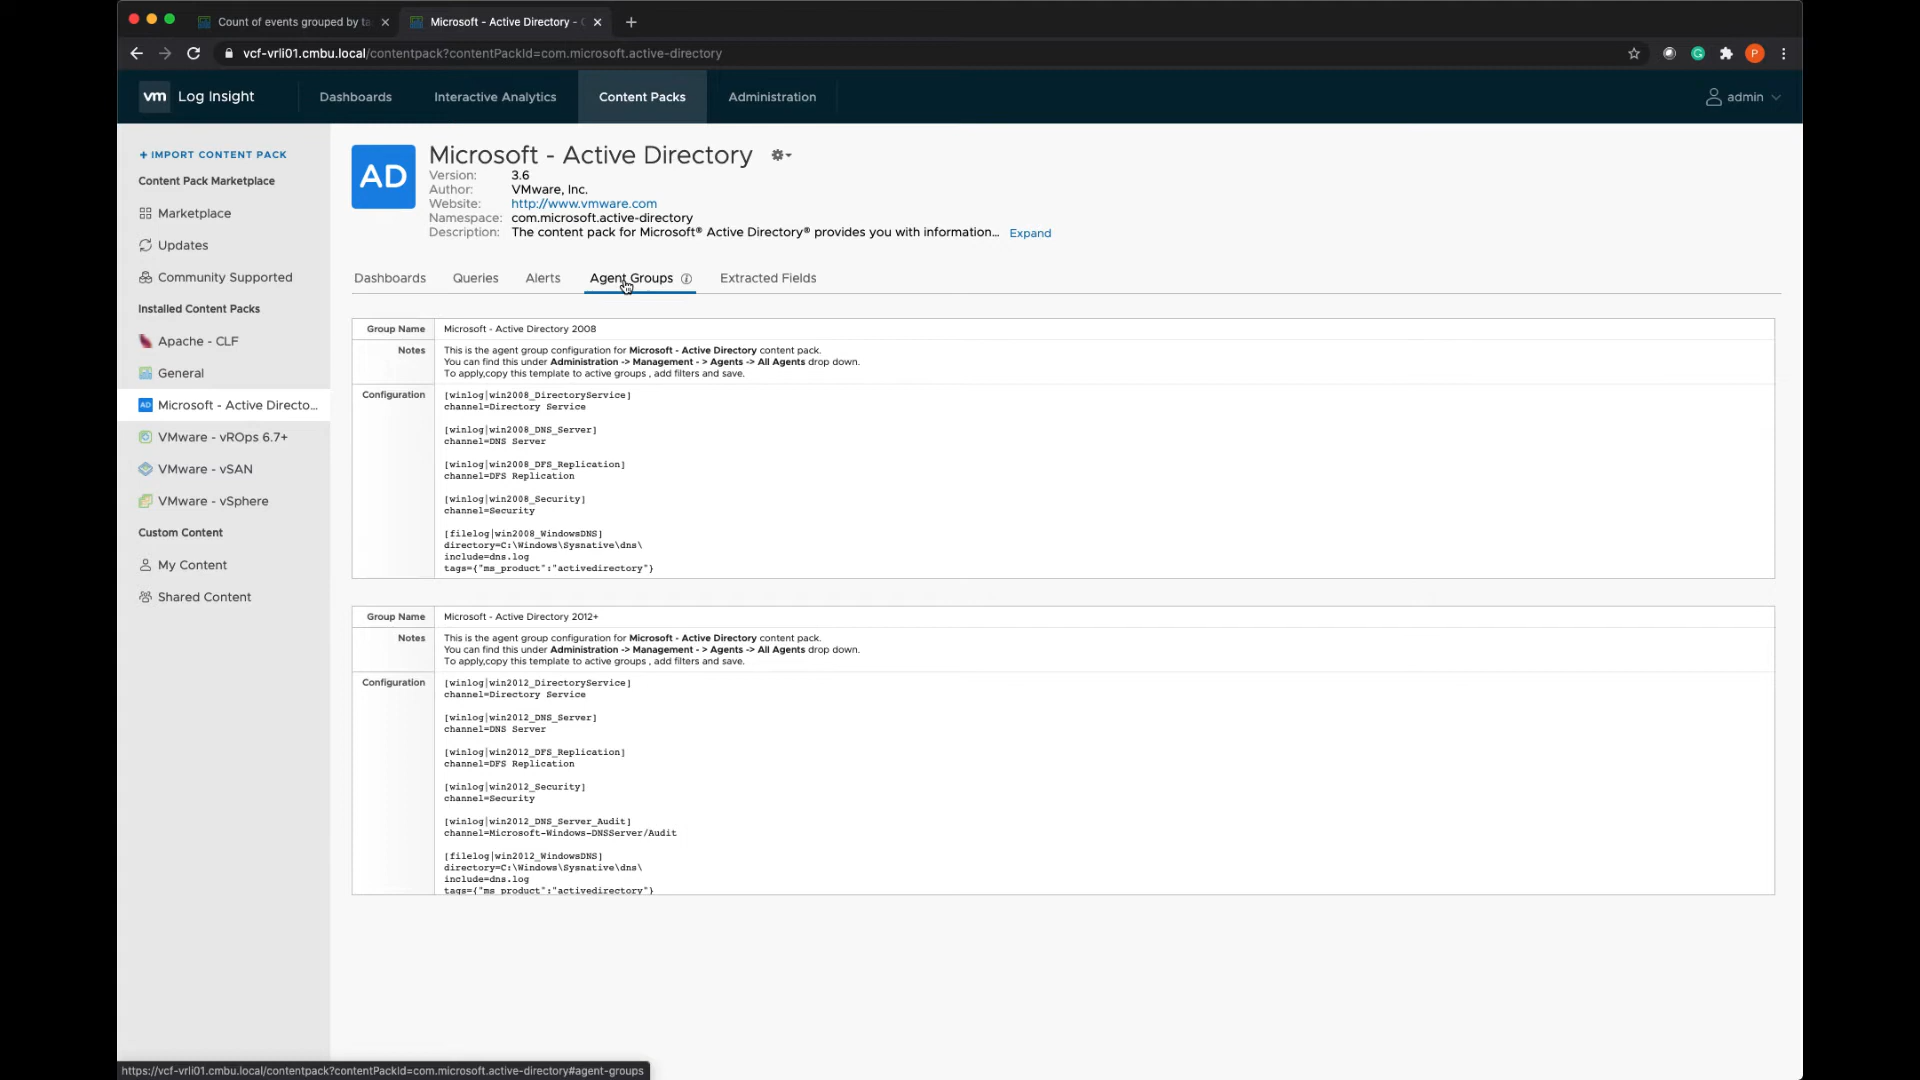 Count of events grouped by ta
Microsoft - Active Directory -
vcf-vrli01.cmbu.local/contentpack?contentPackId=com.microsoft.active-directory
P
vm Log Insight
Dashboards
Interactive Analytics
Content Packs
Administration
admin
+ IMPORT CONTENT PACK
Content Pack Marketplace
Marketplace
Updates
Community Supported
Installed Content Packs
Apache - CLF
General
AD Microsoft - Active Directo...
VMware - vROps 6.7+
VMware - vSAN
VMware - vSphere
Custom Content
My Content
Shared Content
AD
Microsoft - Active Directory
Version: 3.6
Author: VMware, Inc.
Website: http://www.vmware.com
Namespace: com.microsoft.active-directory
Description: The content pack for Microsoft® Active Directory® provides you with information... Expand
Dashboards
Queries
Alerts
Agent Groups
Extracted Fields
Group Name Microsoft - Active Directory 2008
Notes This is the agent group configuration for Microsoft - Active Directory content pack.
You can find this under Administration -> Management - > Agents -> All Agents drop down.
To apply,copy this template to active groups , add filters and save.
Configuration [winlog|win2008_DirectoryService]
channel=Directory Service
[winlog|win2008_DNS_Server]
channel=DNS Server
[winlog|win2008_DFS_Replication]
channel=DFS Replication
[winlog|win2008_Security]
channel=Security
[filelog|win2008_WindowsDNS]
directory=C:\Windows\Sysnative\dns\
include=dns.log
tags={"ms_product":"activedirectory"}
Group Name Microsoft - Active Directory 2012+
Notes This is the agent group configuration for Microsoft - Active Directory content pack.
You can find this under Administration -> Management - > Agents -> All Agents drop down.
To apply,copy this template to active groups , add filters and save.
Configuration [winlog|win2012_DirectoryService]
channel=Directory Service
[winlog|win2012_DNS_Server]
channel=DNS Server
[winlog|win2012_DFS_Replication]
channel=DFS Replication
[winlog|win2012_Security]
channel=Security
[winlog|win2012_DNS_Server_Audit]
channel=Microsoft-Windows-DNSServer/Audit
[filelog|win2012_WindowsDNS]
directory=C:\Windows\Sysnative\dns\
include=dns.log
tags={"ms_product":"activedirectory"}
https://vcf-vrli01.cmbu.local/contentpack?contentPackId=com.microsoft.active-directory#agent-groups